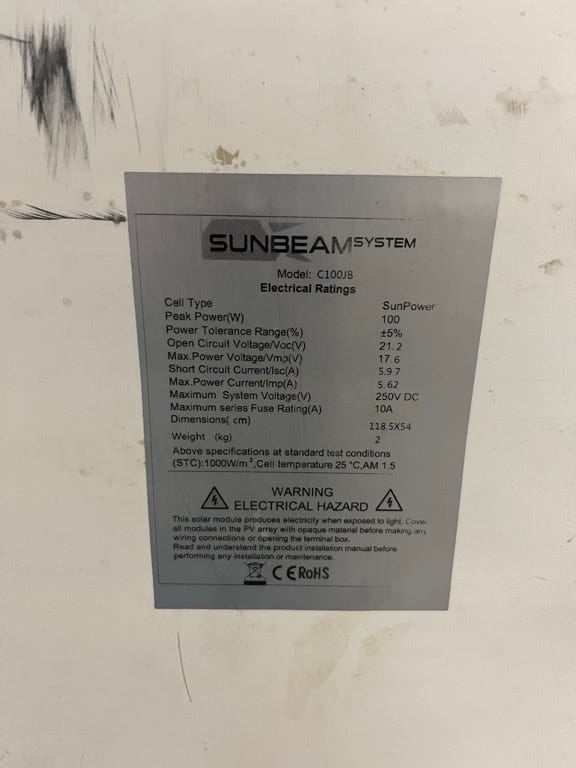 SUNBEAMSYSTEM
Model: C100JB
Electrical Ratings
Cell Type SunPower
Peak Power(W) 100
Power Tolerance Range(%) ±5%
Open Circuit Voltage/Voc(V) 21.2
Max.Power Voltage/Vmp(V) 17.6
Short Circuit Current/Isc(A) 5.97
Max.Power Current/Imp(A) 5.62
Maximum System Voltage(V) 250V DC
Maximum series Fuse Rating(A) 10A
Dimensions( cm) 118.5X54
Weight (kg) 2
Above specifications at standard test conditions
(STC):1000W/m²,Cell temperature 25 °C,AM 1.5
WARNING
ELECTRICAL HAZARD
This solar module produces electricity when exposed to light. Cover
all modules in the PV array with opaque material before making any
wiring connections or opening the terminal box.
Read and understand the product installation manual before
performing any installation or maintenance.
CE RoHS